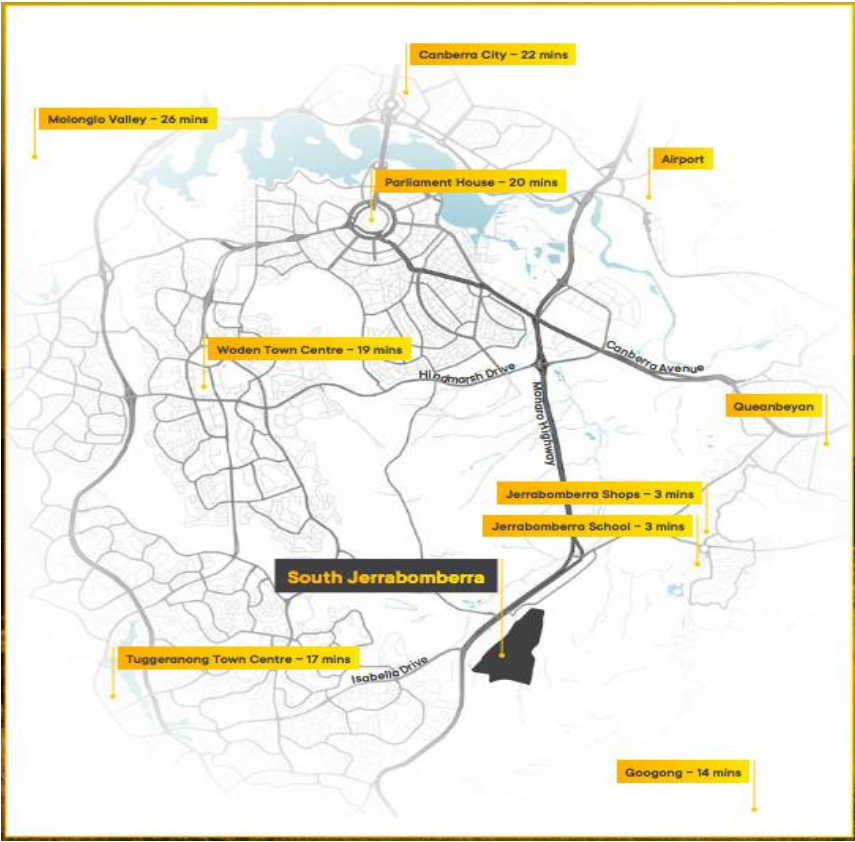 Canberra City – 22 mins
Molonglo Valley – 26 mins
Airport
Parliament House – 20 mins
Woden Town Centre – 19 mins
Hindmarsh Drive
Canberra Avenue
Monaro Highway
Queanbeyan
Jerrabomberra Shops – 3 mins
Jerrabomberra School – 3 mins
South Jerrabomberra
Tuggeranong Town Centre – 17 mins
Isabella Drive
Googong – 14 mins